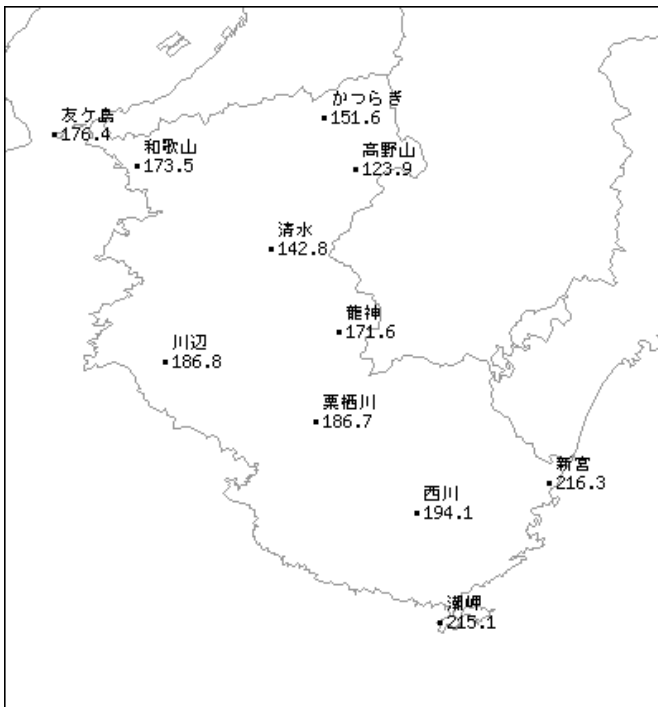 かつらぎ
151.6
友ケ島
176.4
和歌山
173.5
高野山
123.9
清水
142.8
龍神
171.6
川辺
186.8
栗栖川
186.7
新宮
216.3
西川
194.1
潮岬
215.1